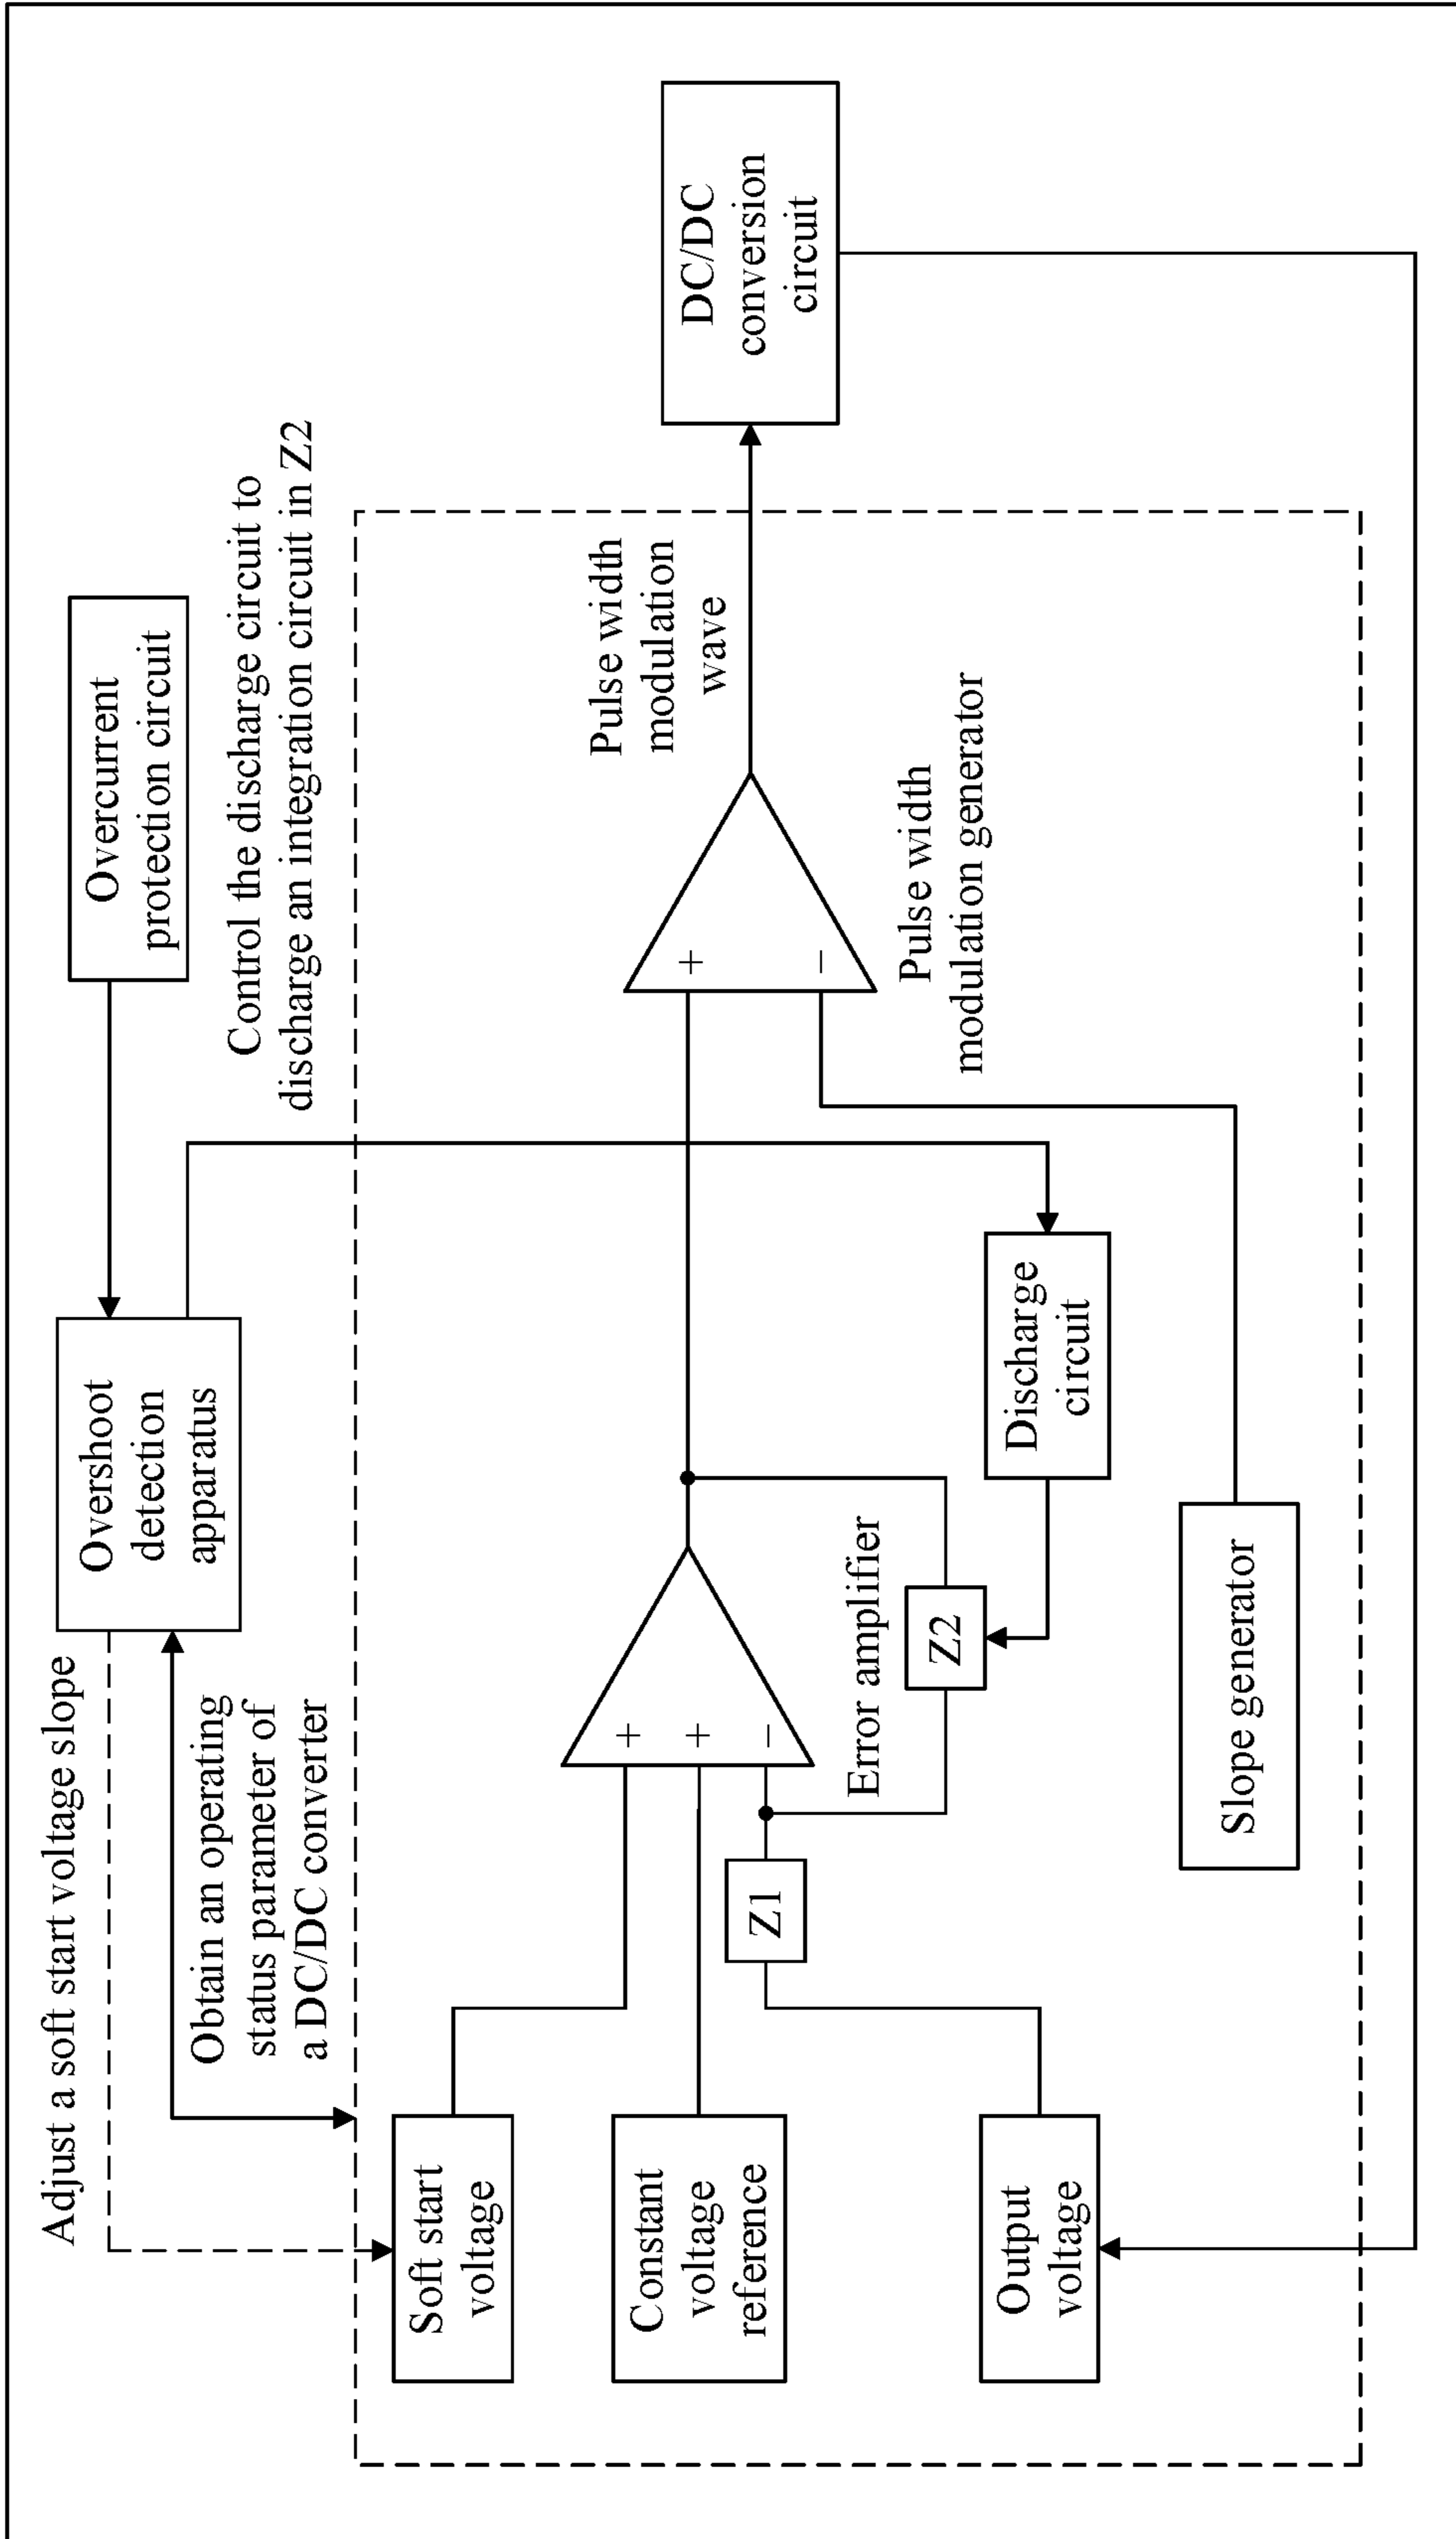 Adjust a soft start voltage slope
Overshoot
detection
apparatus
Overcurrent
protection circuit
Obtain an operating
status parameter of
a DC/DC converter
Control the discharge circuit to
discharge an integration circuit in Z2
Soft start
voltage
Constant
voltage
reference
Output
voltage
Z1
+
+
−
Error amplifier
Z2
Discharge
circuit
Slope generator
+
−
Pulse width
modulation generator
Pulse width
modulation
wave
DC/DC
conversion
circuit